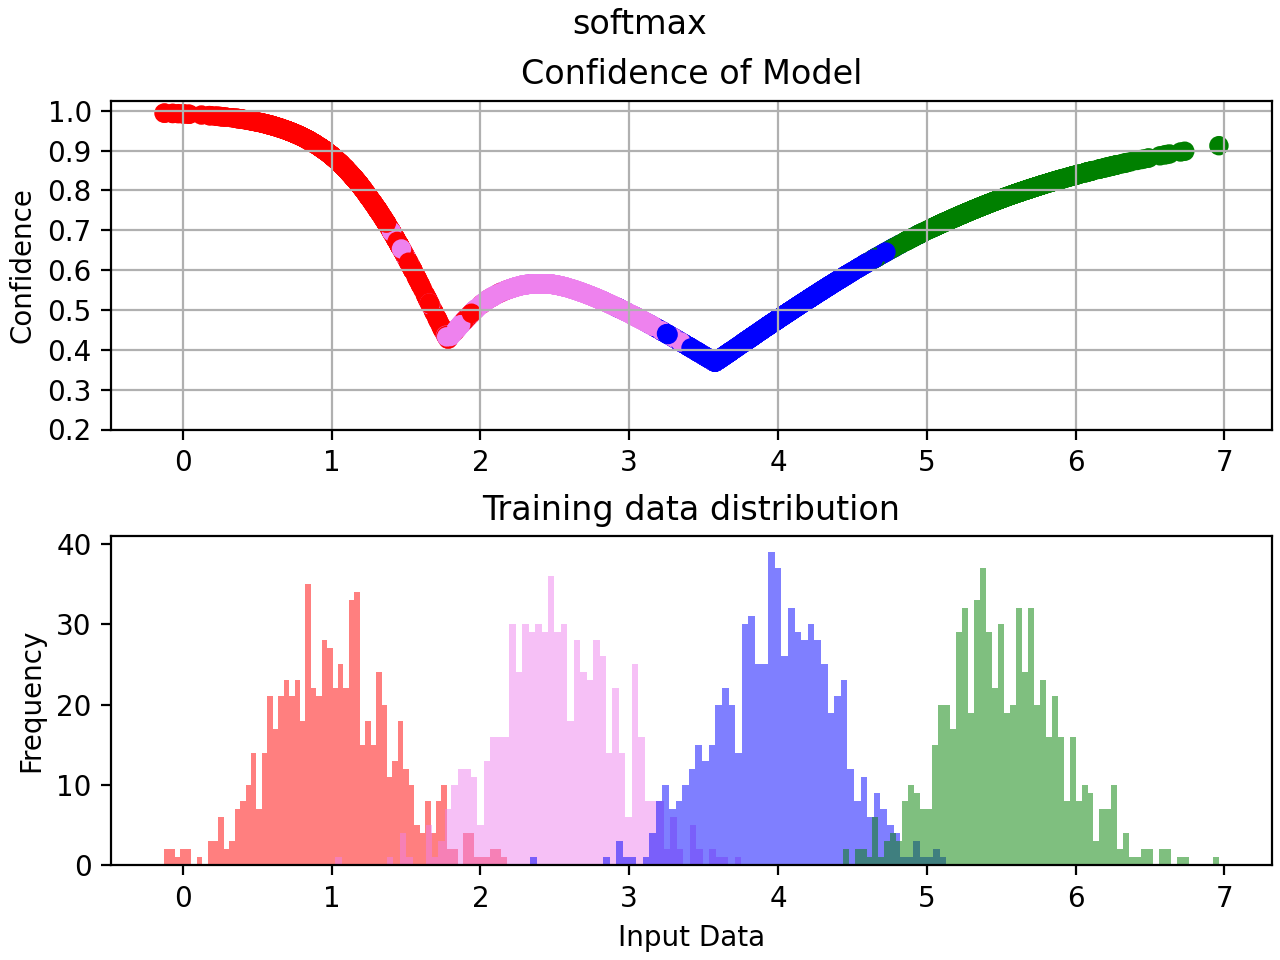 softmax
Confidence of Model
1.0
0.9
0.8
0.7
0.6
0.5
0.4
0.3
0.2
Confidence
0 1 2 3 4 5 6 7
Training data distribution
40
30
20
10
0
Frequency
0 1 2 3 4 5 6 7
Input Data